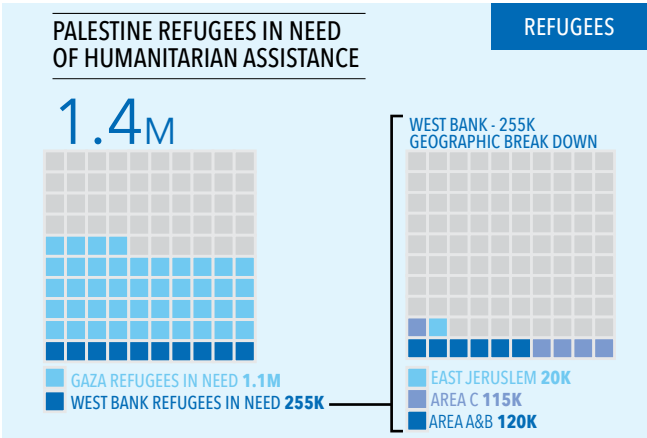 PALESTINE REFUGEES IN NEED
OF HUMANITARIAN ASSISTANCE
REFUGEES
1.4M
WEST BANK - 255K
GEOGRAPHIC BREAK DOWN
GAZA REFUGEES IN NEED 1.1M
WEST BANK REFUGEES IN NEED 255K
EAST JERUSLEM 20K
AREA C 115K
AREA A&B 120K